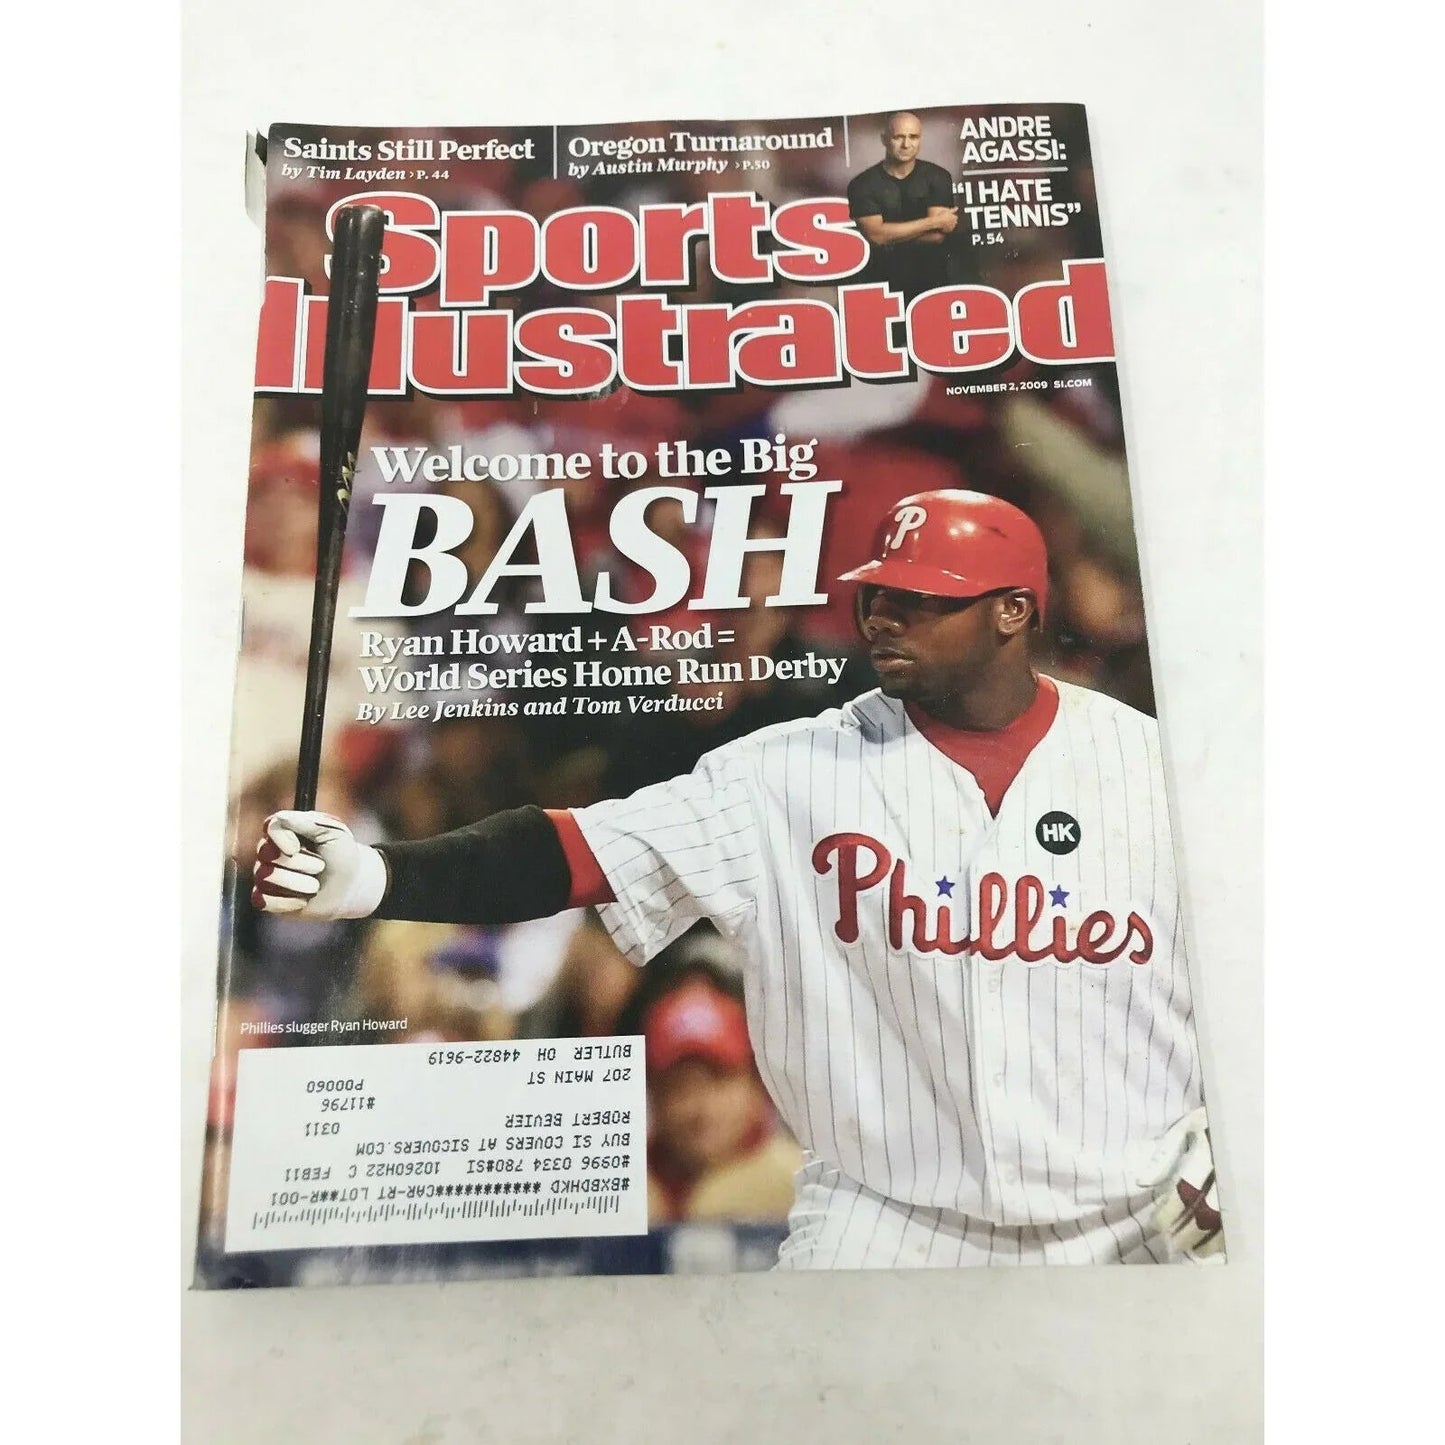 Saints Still Perfect
by Tim Layden > P. 44
Oregon Turnaround
by Austin Murphy > P.50
ANDRE
AGASSI:
"I HATE
TENNIS"
P. 54
Sports
Illustrated
NOVEMBER 2, 2009 SI.COM
Welcome to the Big
BASH
Ryan Howard + A-Rod =
World Series Home Run Derby
By Lee Jenkins and Tom Verducci
P
HK
Phillies
Phillies slugger Ryan Howard
#BXBDHKD ***********CAR-RT LOT**R-001
#0996 0334 780#SI 10260H22 C FEB11
BUY SI COVERS AT SICOVERS.COM
ROBERT BEVIER 0311
#11796
207 MAIN ST P00060
BUTLER OH 44822-9619